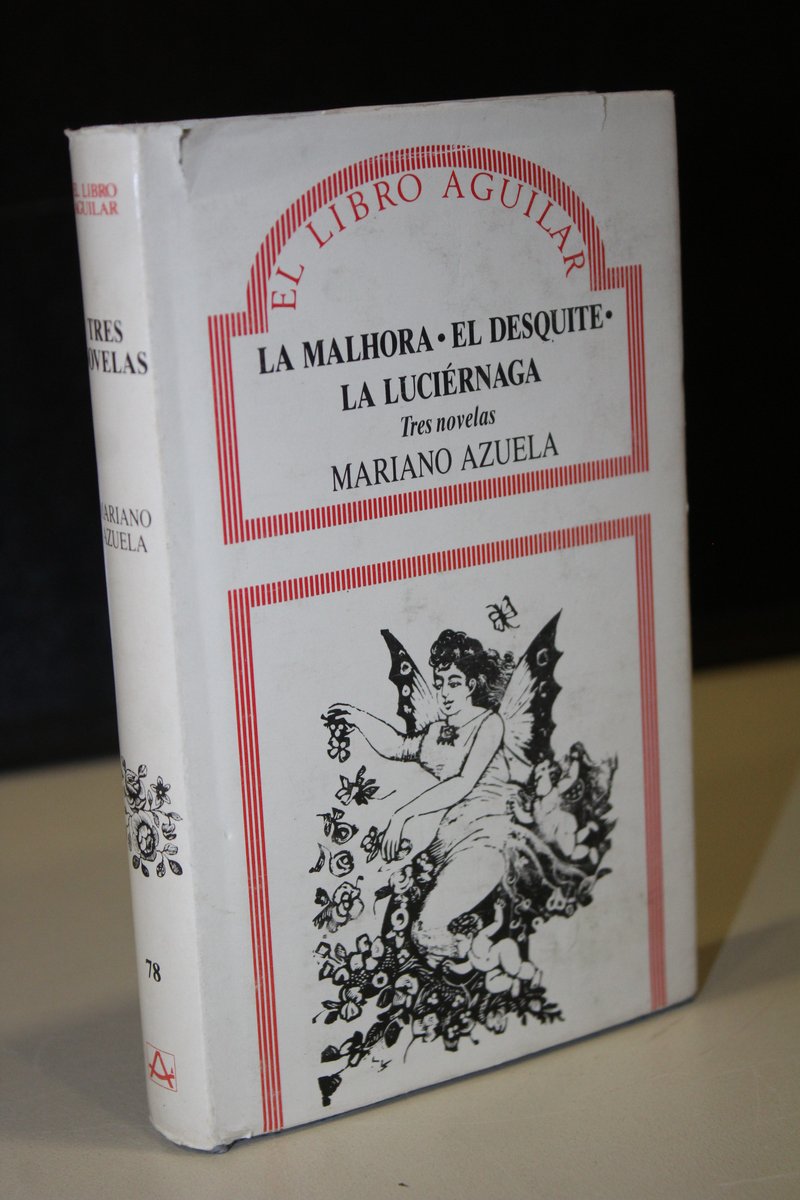 EL LIBRO AGUILAR
LA MALHORA • EL DESQUITE •
LA LUCIÉRNAGA
Tres novelas
MARIANO AZUELA
EL LIBRO
AGUILAR
TRES
NOVELAS
MARIANO
AZUELA
78
A